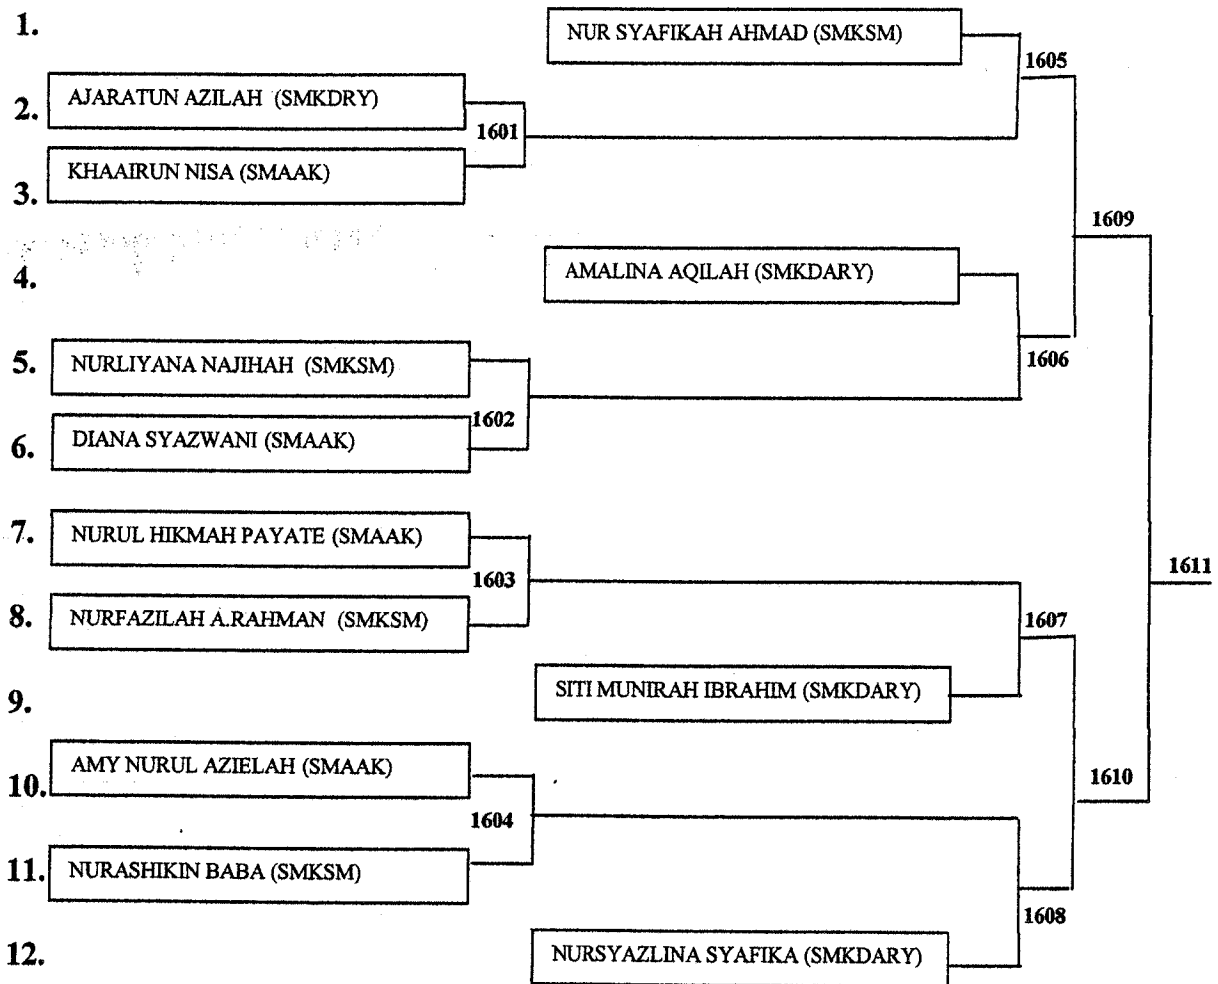 1.
NUR SYAFIKAH AHMAD (SMKSM)
1605
2.
AJARATUN AZILAH (SMKDRY)
1601
3.
KHAAIRUN NISA (SMAAK)
1609
4.
AMALINA AQILAH (SMKDARY)
1606
5.
NURLIYANA NAJIHAH (SMKSM)
1602
6.
DIANA SYAZWANI (SMAAK)
7.
NURUL HIKMAH PAYATE (SMAAK)
1603
1611
8.
NURFAZILAH A.RAHMAN (SMKSM)
1607
9.
SITI MUNIRAH IBRAHIM (SMKDARY)
10.
AMY NURUL AZIELAH (SMAAK)
1610
1604
11.
NURASHIKIN BABA (SMKSM)
1608
12.
NURSYAZLINA SYAFIKA (SMKDARY)